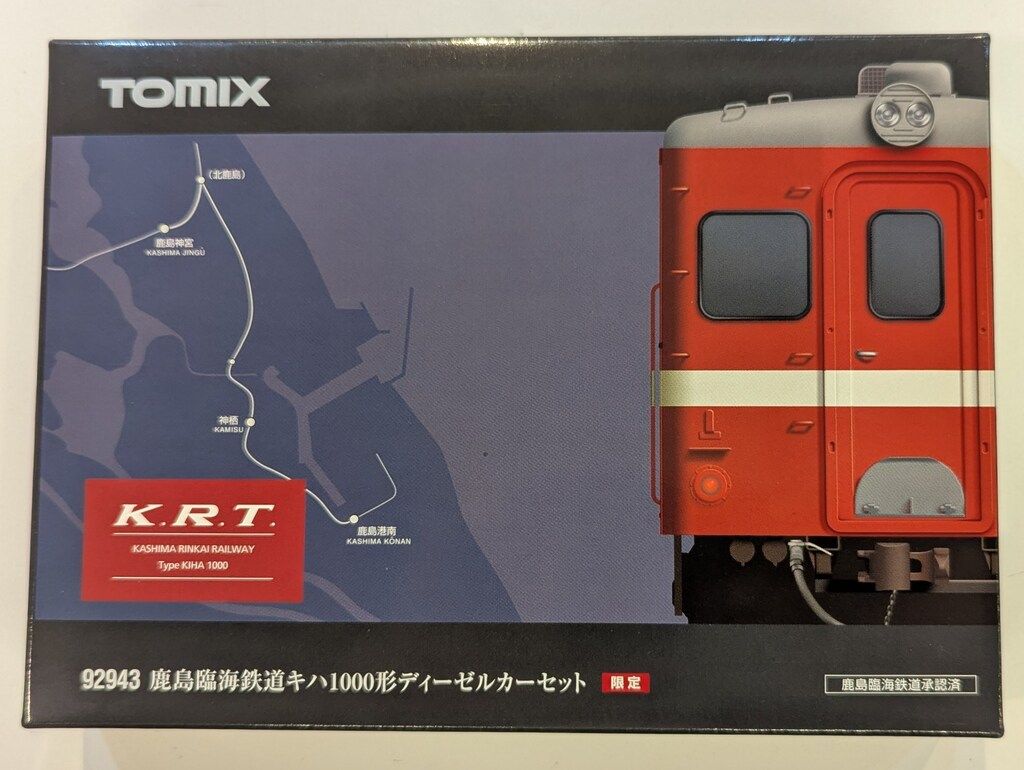 TOMIX
(北鹿島)
鹿島神宮
KASHIMA JINGŪ
神栖
KAMISU
鹿島港南
KASHIMA KŌNAN
K.R.T.
KASHIMA RINKAI RAILWAY
Type KIHA 1000
92943 鹿島臨海鉄道キハ1000形ディーゼルカーセット 限定
鹿島臨海鉄道承認済